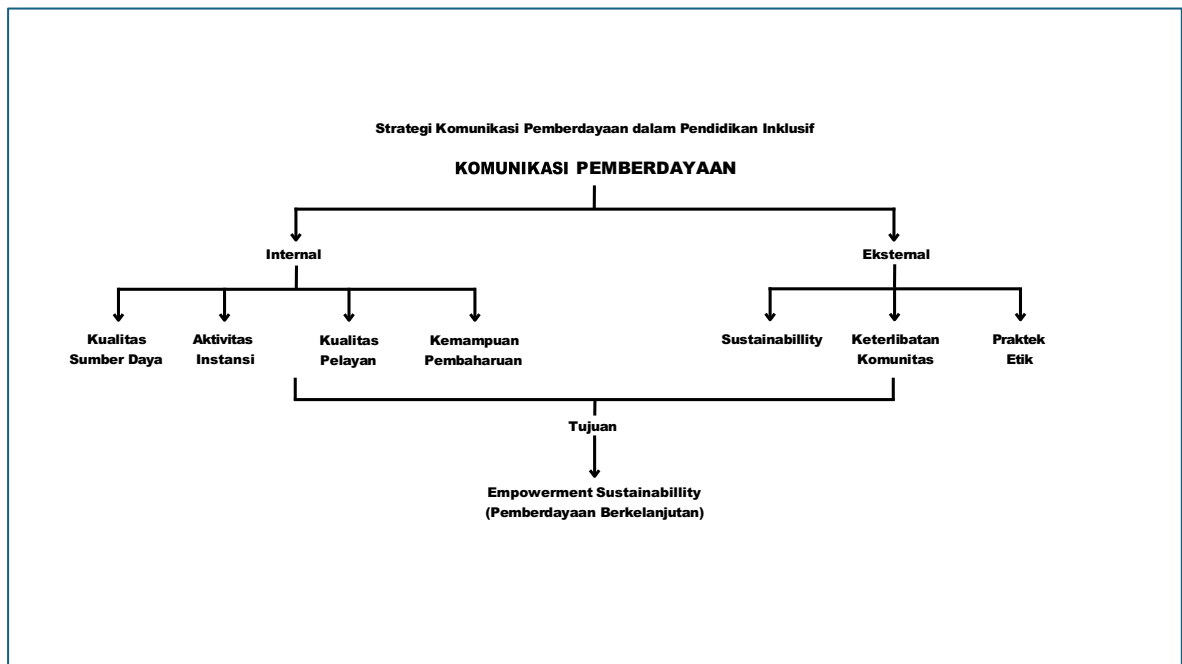 Strategi Komunikasi Pemberdayaan dalam Pendidikan Inklusif
KOMUNIKASI PEMBERDAYAAN
Internal
Eksternal
Kualitas
Sumber Daya
Aktivitas
Instansi
Kualitas
Pelayan
Kemampuan
Pembaharuan
Sustainabillity
Keterlibatan
Komunitas
Praktek
Etik
Tujuan
Empowerment Sustainabillity
(Pemberdayaan Berkelanjutan)